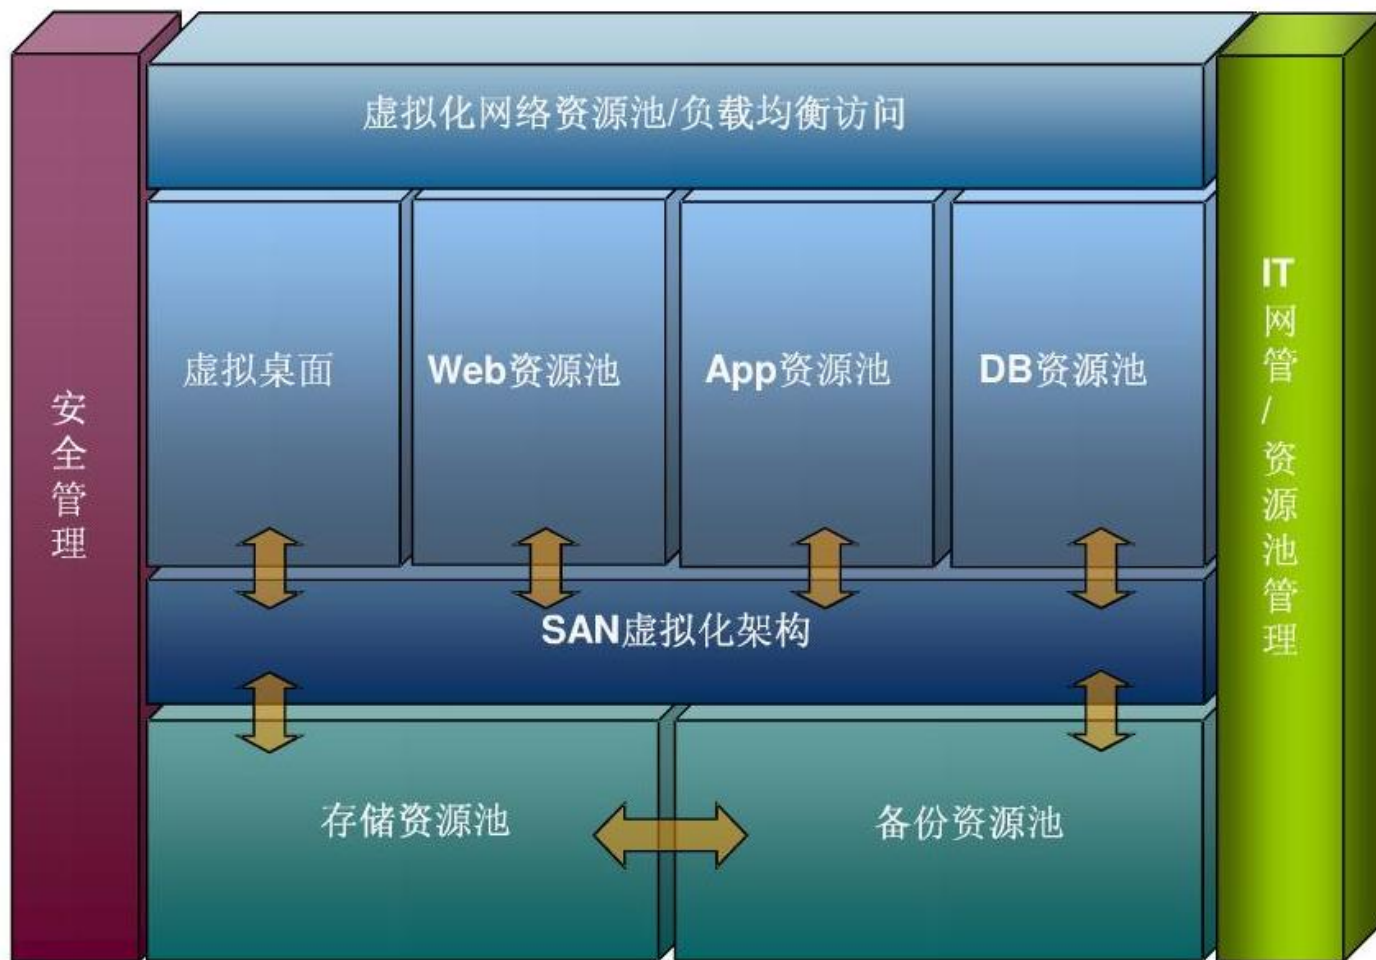 虚拟化网络资源池/负载均衡访问
虚拟桌面
Web资源池
App资源池
DB资源池
安全管理
IT网管/资源池管理
SAN虚拟化架构
存储资源池
备份资源池